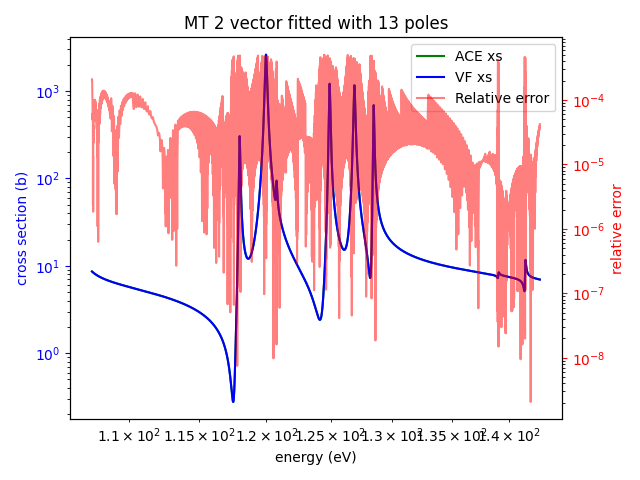 MT 2 vector fitted with 13 poles
ACE xs
VF xs
Relative error
10³
10²
10¹
10⁰
cross section (b)
10⁻⁴
10⁻⁵
10⁻⁶
10⁻⁷
10⁻⁸
relative error
1.1 × 10² 1.15 × 10² 1.2 × 10² 1.25 × 10² 1.3 × 10² 1.35 × 10² 1.4 × 10²
energy (eV)